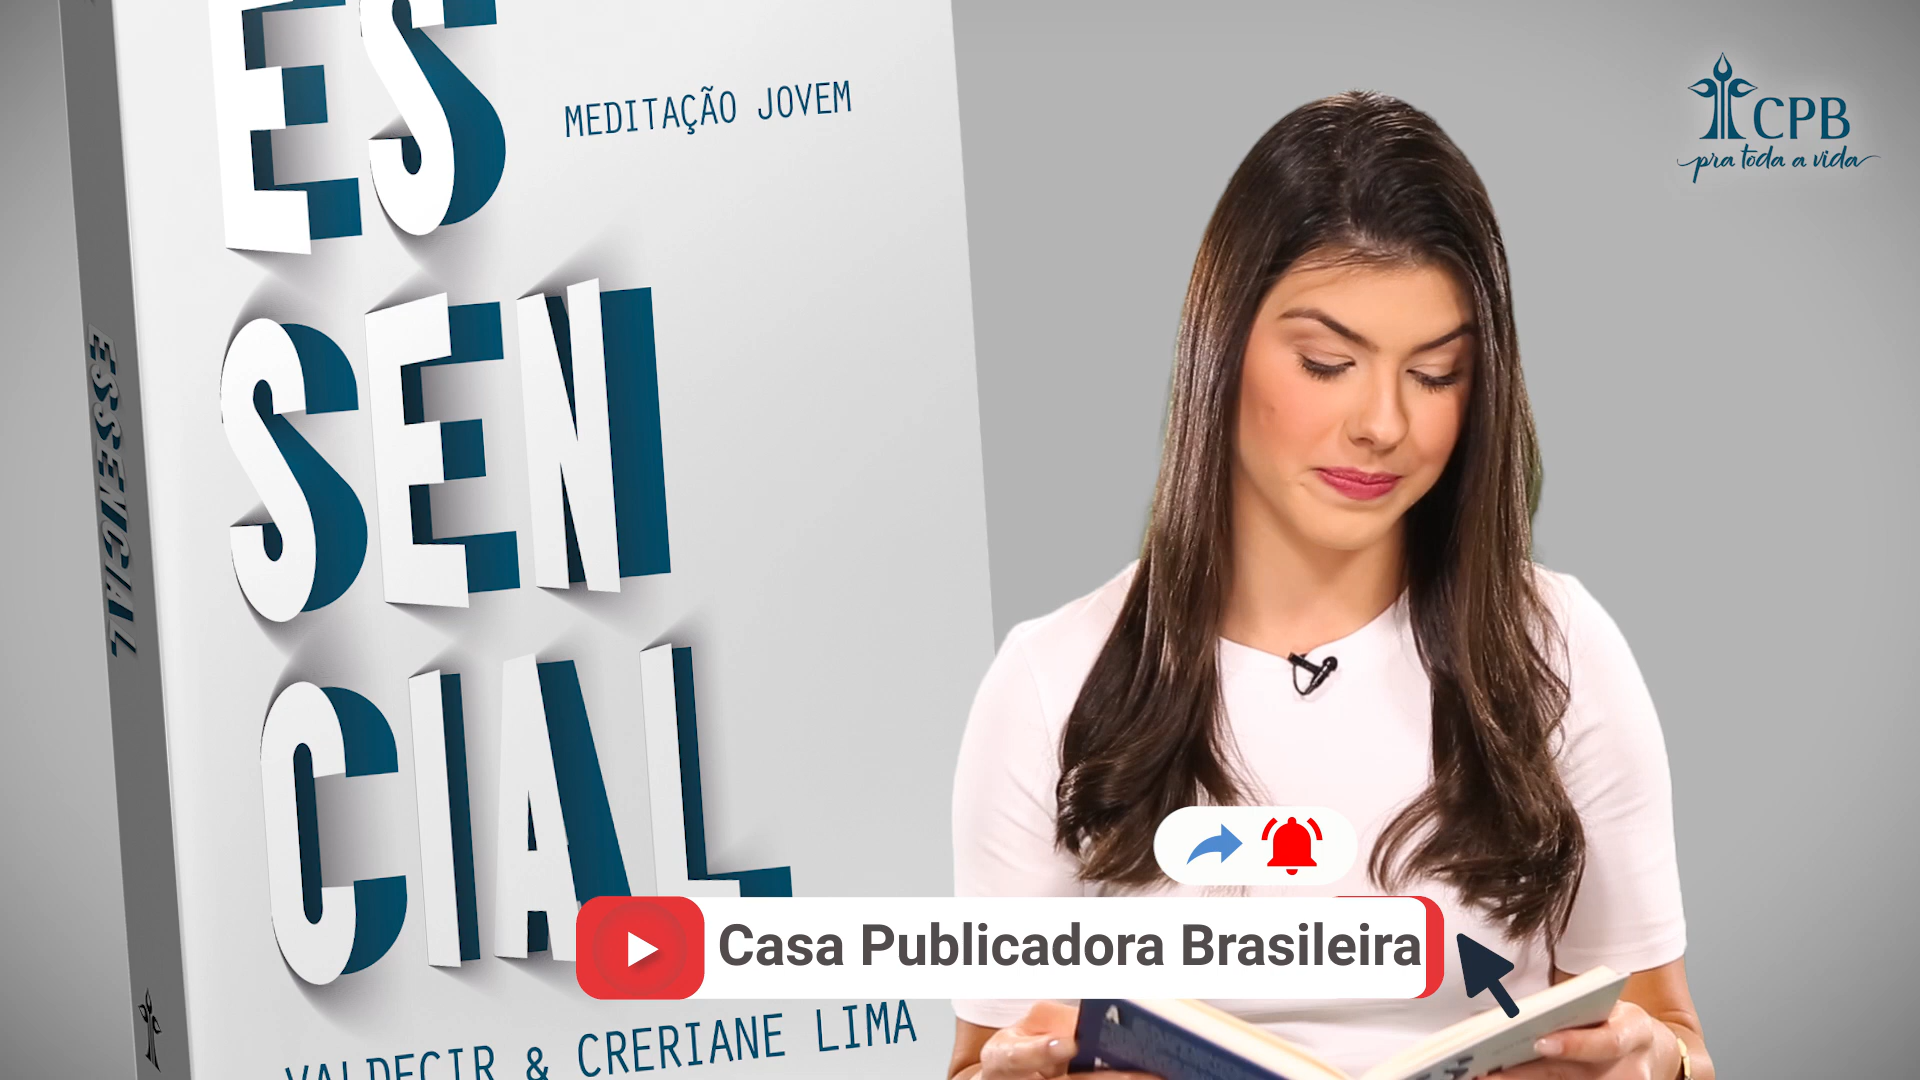 ES
SEN
CIAL
MEDITAÇÃO JOVEM
VALDECIR & CRERIANE LIMA
ESSENCIAL
CPB
pra toda a vida
Casa Publicadora Brasileira